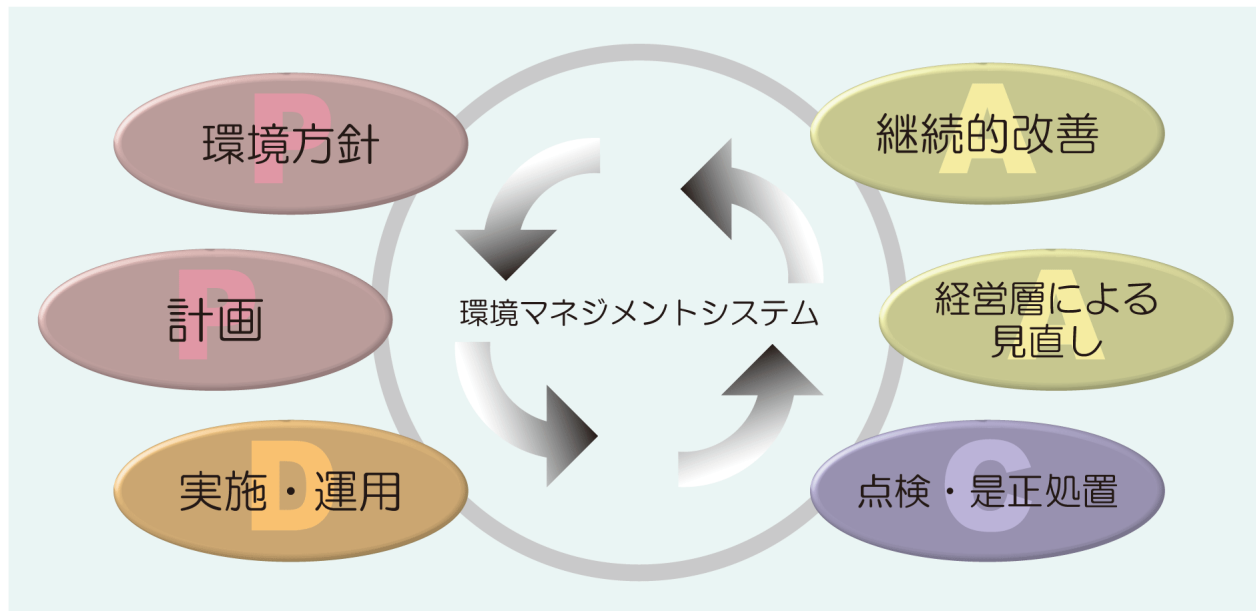 P
環境方針
P
計画
D
実施・運用
環境マネジメントシステム
A
継続的改善
A
経営層による
見直し
C
点検・是正処置